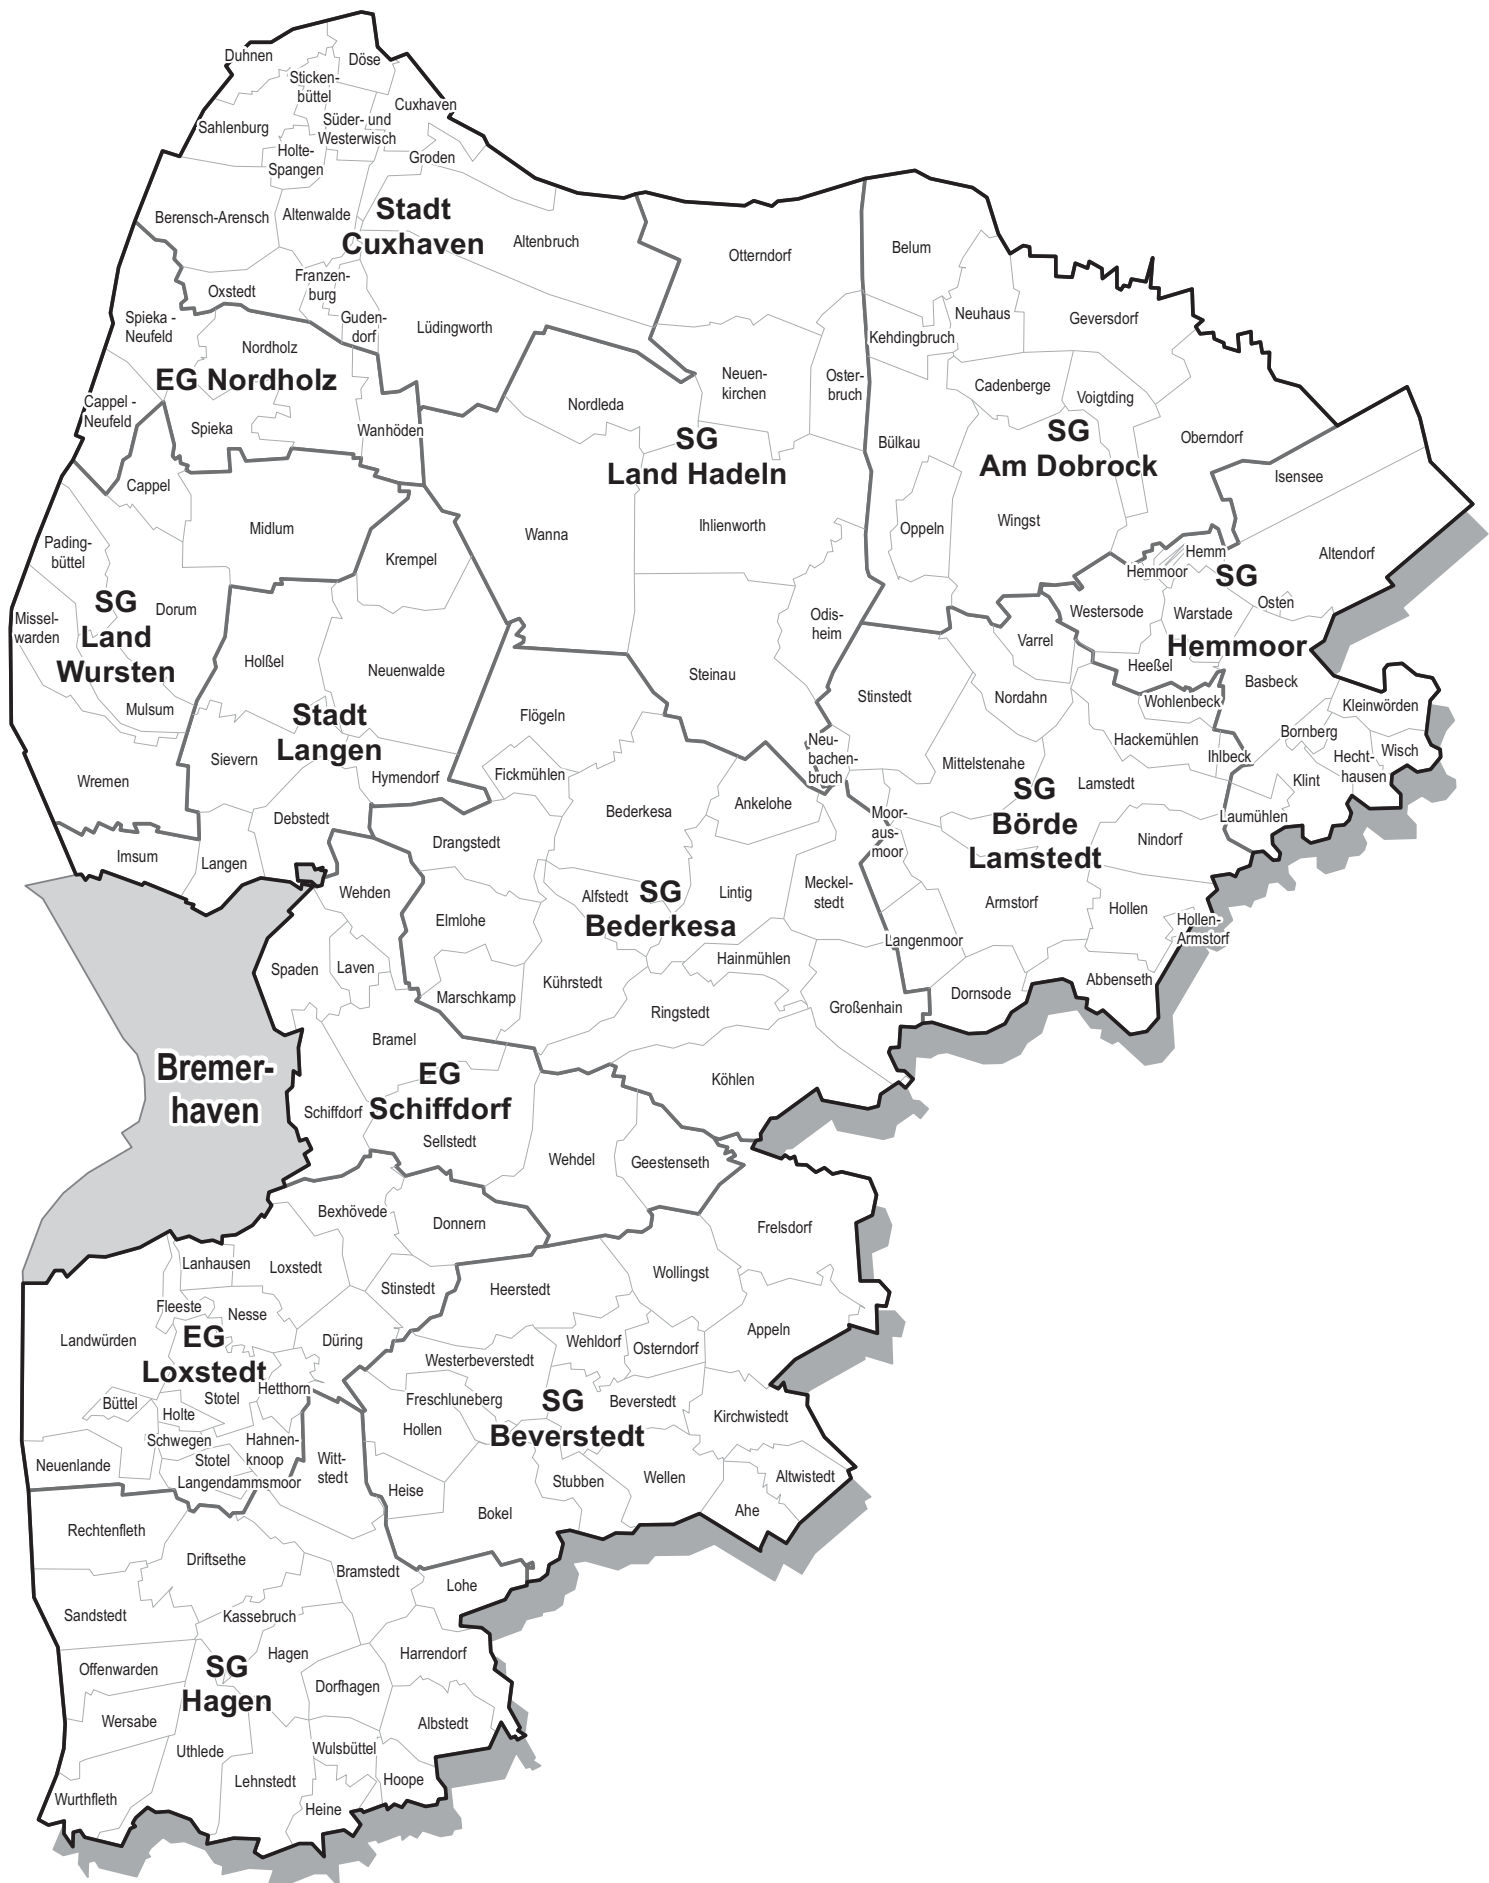 Duhnen
Döse
Sticken-
büttel
Cuxhaven
Sahlenburg
Süder- und
Westerwisch
Holte-
Spangen
Groden
Berensch-Arensch
Altenwalde
Stadt
Cuxhaven
Altenbruch
Franzen-
burg
Oxstedt
Guden-
dorf
Lüdingworth
Otterndorf
Belum
Neuhaus
Geversdorf
Kehdingbruch
Spieka -
Neufeld
Nordholz
EG Nordholz
Cappel -
Neufeld
Spieka
Wanhöden
Nordleda
Neuen-
kirchen
Oster-
bruch
SG
Land Hadeln
Wanna
Ihlienworth
Odis-
heim
Steinau
Cadenberge
Voigtding
SG
Am Dobrock
Bülkau
Oberndorf
Oppeln
Wingst
Isensee
Altendorf
Hemm
Hemmoor
SG
Hemmoor
Westersode
Warstade
Osten
Heeßel
Basbeck
Kleinwörden
Bornberg
Hecht-
hausen
Wisch
Klint
Laumühlen
Cappel
Midlum
Krempel
Pading-
büttel
SG
Land
Wursten
Dorum
Missel-
warden
Mulsum
Wremen
Holßel
Neuenwalde
Stadt
Langen
Sievern
Hymendorf
Debstedt
Imsum
Langen
Varrel
Stinstedt
Nordahn
Wohlenbeck
Hackemühlen
Ihlbeck
Mittelstenahe
Lamstedt
SG
Börde
Lamstedt
Moor-
aus-
moor
Nindorf
Armstorf
Hollen
Hollen-
Armstorf
Langenmoor
Dornsode
Abbenseth
Flögeln
Neu-
bachen-
bruch
Fickmühlen
Bederkesa
Ankelohe
Drangstedt
Alfstedt
SG
Bederkesa
Lintig
Meckel-
stedt
Elmlohe
Hainmühlen
Kührstedt
Marschkamp
Ringstedt
Großenhain
Köhlen
Wehden
Spaden
Laven
Bramel
EG
Schiffdorf
Schiffdorf
Sellstedt
Wehdel
Geestenseth
Bremer-
haven
Bexhövede
Donnern
Lanhausen
Loxstedt
Stinstedt
Fleeste
Nesse
Landwürden
EG
Loxstedt
Düring
Hetthorn
Büttel
Stotel
Holte
Schwegen
Hahnen-
knoop
Stotel
Neuenlande
Langendammsmoor
Witt-
stedt
Frelsdorf
Wollingst
Heerstedt
Appeln
Wehldorf
Osterndorf
Westerbeverstedt
Freschluneberg
SG
Beverstedt
Beverstedt
Kirchwistedt
Hollen
Heise
Stubben
Wellen
Altwistedt
Ahe
Bokel
Rechtenfleth
Driftsethe
Bramstedt
Lohe
Sandstedt
Kassebruch
Hagen
Harrendorf
Offenwarden
SG
Hagen
Dorfhagen
Wersabe
Albstedt
Uthlede
Wulsbüttel
Lehnstedt
Hoope
Wurthfleth
Heine